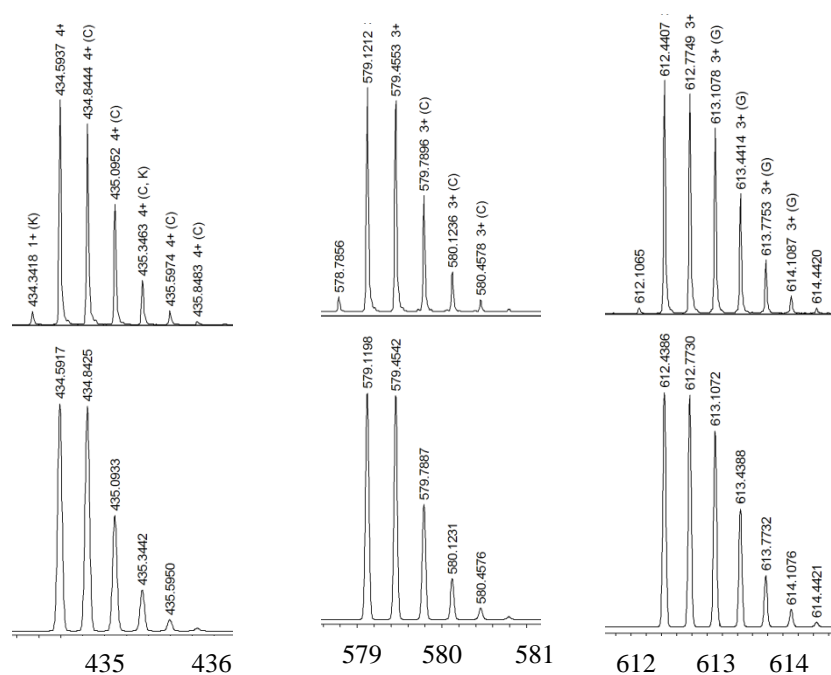 434.3418 1+ (K)
434.5937 4+
434.8444 4+ (C)
435.0952 4+ (C)
435.3463 4+ (C, K)
435.5974 4+ (C)
435.8483 4+ (C)
578.7856
579.1212
579.4553 3+
579.7896 3+ (C)
580.1236 3+ (C)
580.4578 3+ (C)
612.1065
612.4407
612.7749 3+
613.1078 3+ (G)
613.4414 3+ (G)
613.7753 3+ (G)
614.1087 3+ (G)
614.4420
434.5917
434.8425
435.0933
435.3442
435.5950
579.1198
579.4542
579.7887
580.1231
580.4576
612.4386
612.7730
613.1072
613.4388
613.7732
614.1076
614.4421
435 436
579 580 581
612 613 614